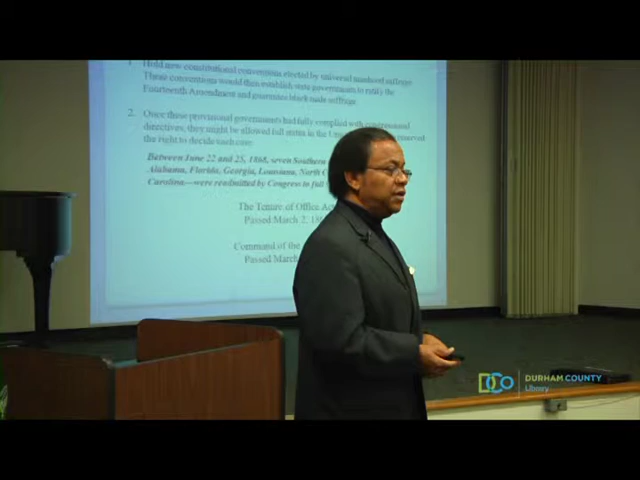 1. Hold new constitutional conventions elected by universal manhood suffrage.
These conventions would then establish state governments to ratify the
Fourteenth Amendment and guarantee black male suffrage.
2. Once these provisional governments had fully complied with congressional
directives, they might be allowed full status in the
the right to decide each case.
Between June 22 and 25, 1868, seven Southern
Alabama, Florida, Georgia, Louisiana, North
Carolina—were readmitted by Congress to full
The Tenure of Office
Passed March 2,
Command of the
Passed March
DCO
DURHAM COUNTY
Library